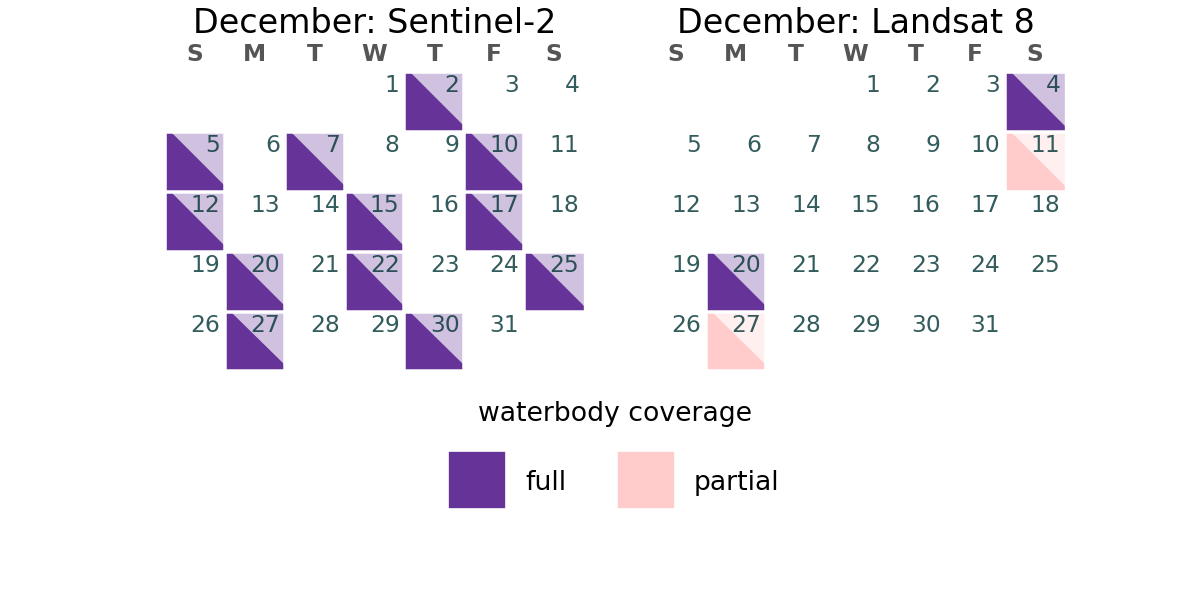 December: Sentinel-2
S M T W T F S
1 2 3 4
5 6 7 8 9 10 11
12 13 14 15 16 17 18
19 20 21 22 23 24 25
26 27 28 29 30 31
December: Landsat 8
S M T W T F S
1 2 3 4
5 6 7 8 9 10 11
12 13 14 15 16 17 18
19 20 21 22 23 24 25
26 27 28 29 30 31
waterbody coverage
full partial